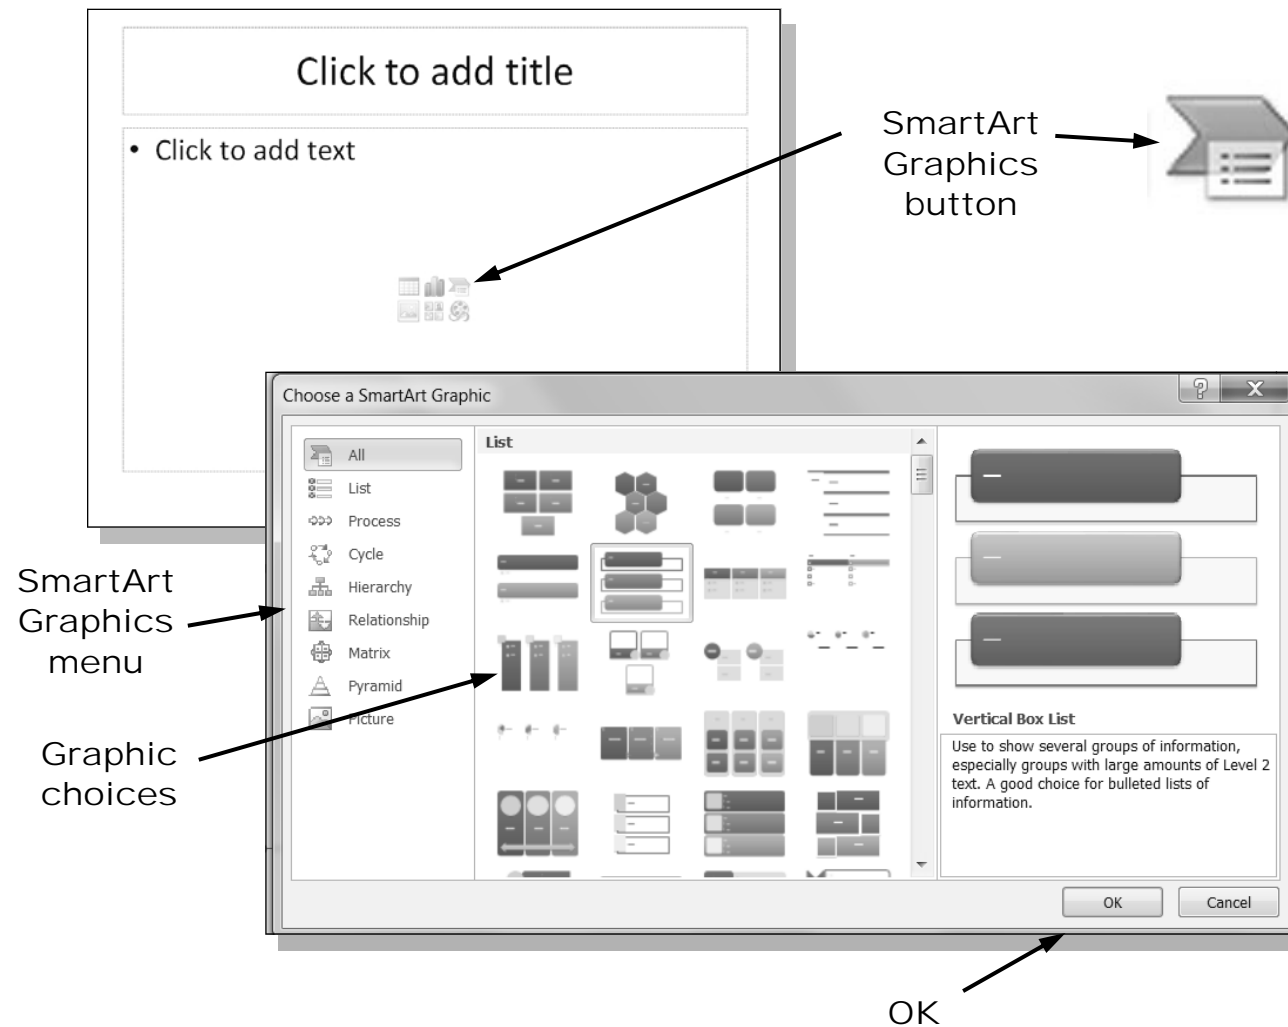 Click to add title
• Click to add text
SmartArt
Graphics
button
Choose a SmartArt Graphic
All
List
Process
Cycle
Hierarchy
Relationship
Matrix
Pyramid
Picture
List
Vertical Box List
Use to show several groups of information,
especially groups with large amounts of Level 2
text. A good choice for bulleted lists of
information.
OK
Cancel
SmartArt
Graphics
menu
Graphic
choices
OK